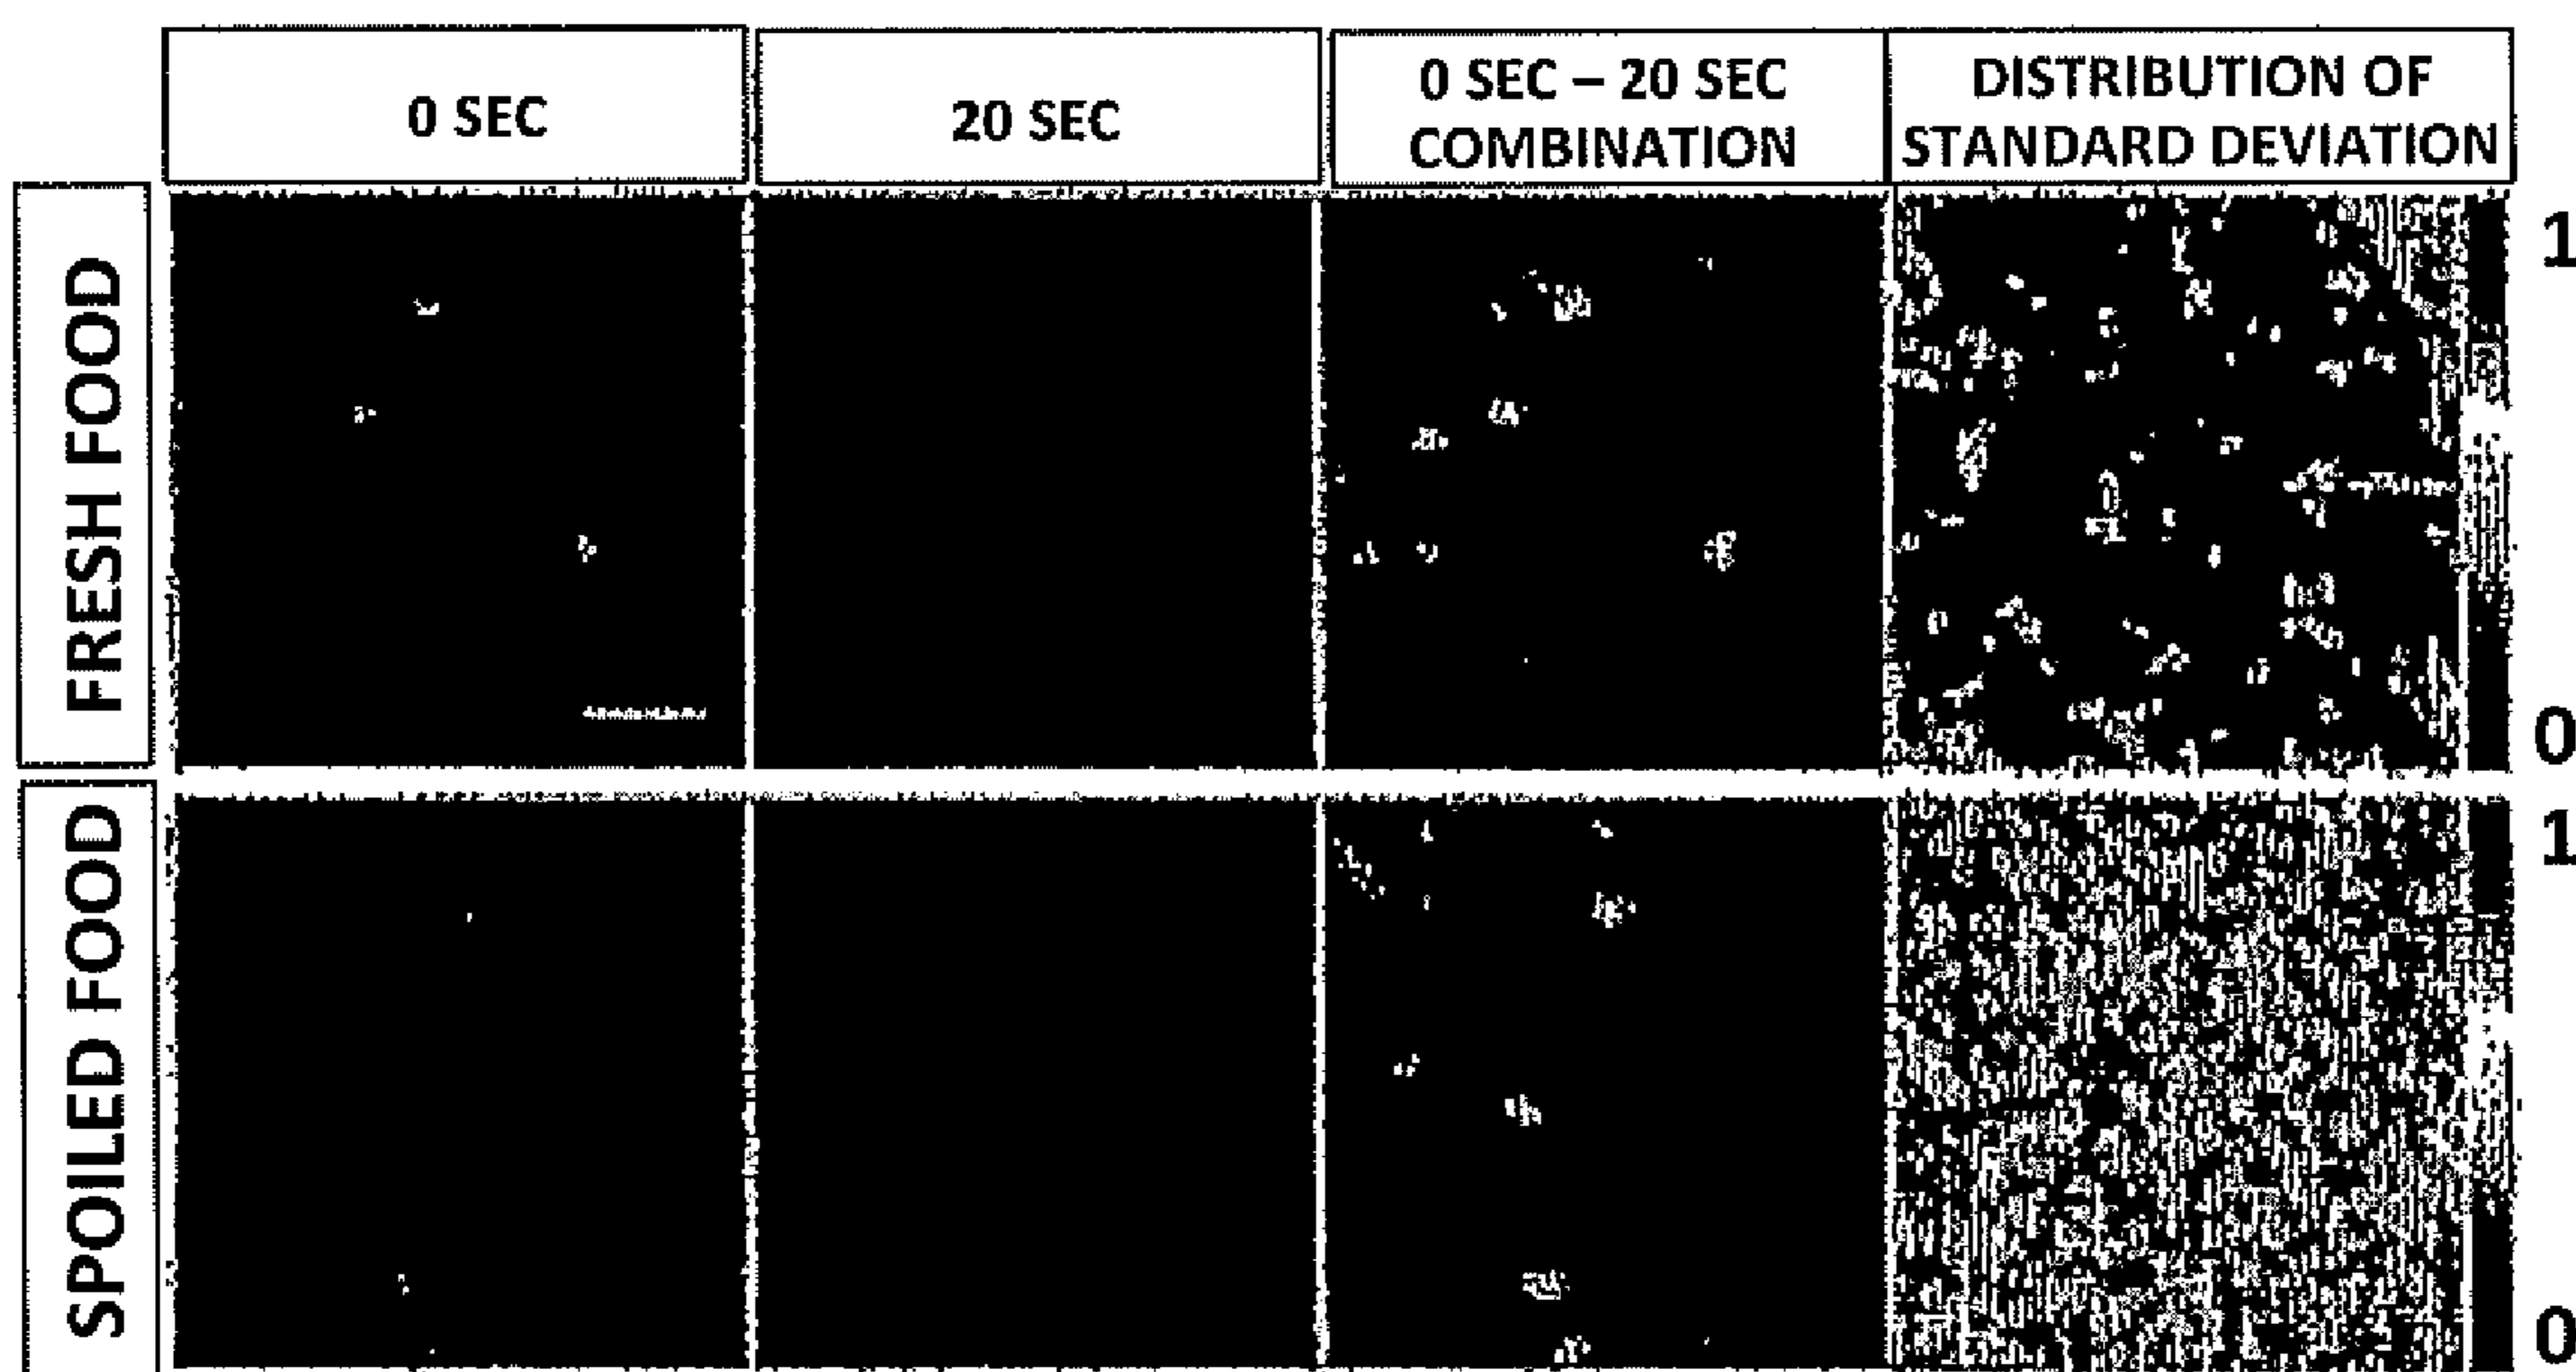 0 SEC
20 SEC
0 SEC – 20 SEC
COMBINATION
DISTRIBUTION OF
STANDARD DEVIATION
FRESH FOOD
1
0
SPOILED FOOD
1
0